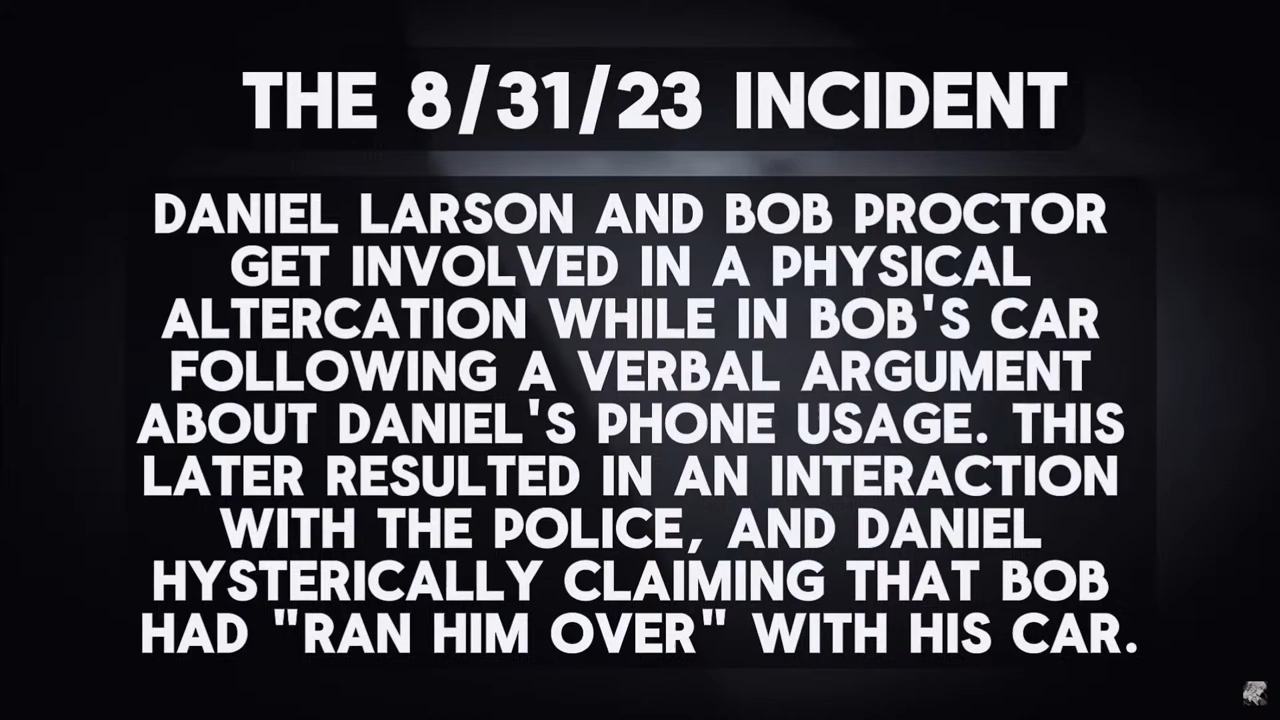 THE 8/31/23 INCIDENT
DANIEL LARSON AND BOB PROCTOR
GET INVOLVED IN A PHYSICAL
ALTERCATION WHILE IN BOB'S CAR
FOLLOWING A VERBAL ARGUMENT
ABOUT DANIEL'S PHONE USAGE. THIS
LATER RESULTED IN AN INTERACTION
WITH THE POLICE, AND DANIEL
HYSTERICALLY CLAIMING THAT BOB
HAD "RAN HIM OVER" WITH HIS CAR.